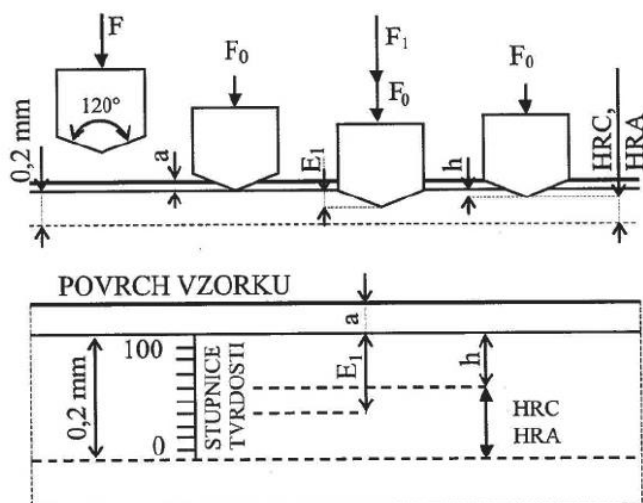 F
F₀
F₁
F₀
F₀
120°
0,2 mm
a
E₁
h
HRC,
HRA
POVRCH VZORKU
a
100
0
0,2 mm
STUPNICE
TVRDOSTI
E₁
h
HRC
HRA